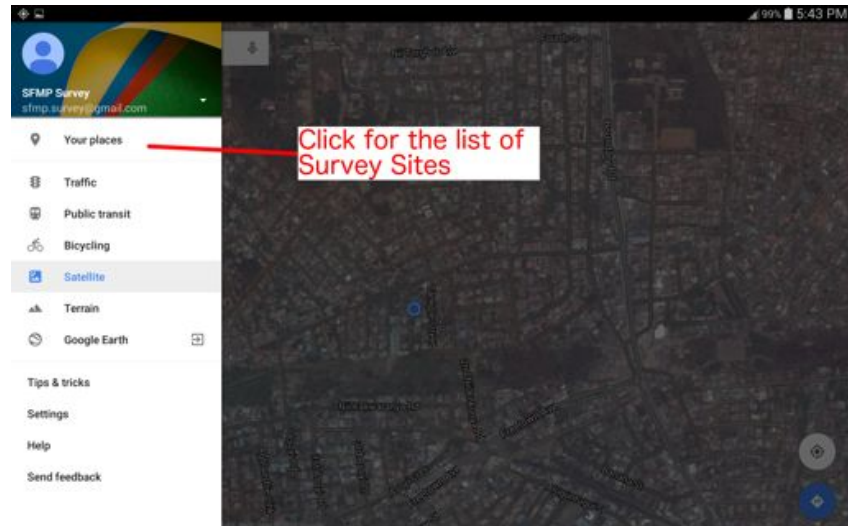 99% 5:43 PM
SFMP Survey
sfmp.survey@gmail.com
Your places
Click for the list of
Survey Sites
Traffic
Public transit
Bicycling
Satellite
Terrain
Google Earth
Tips & tricks
Settings
Help
Send feedback